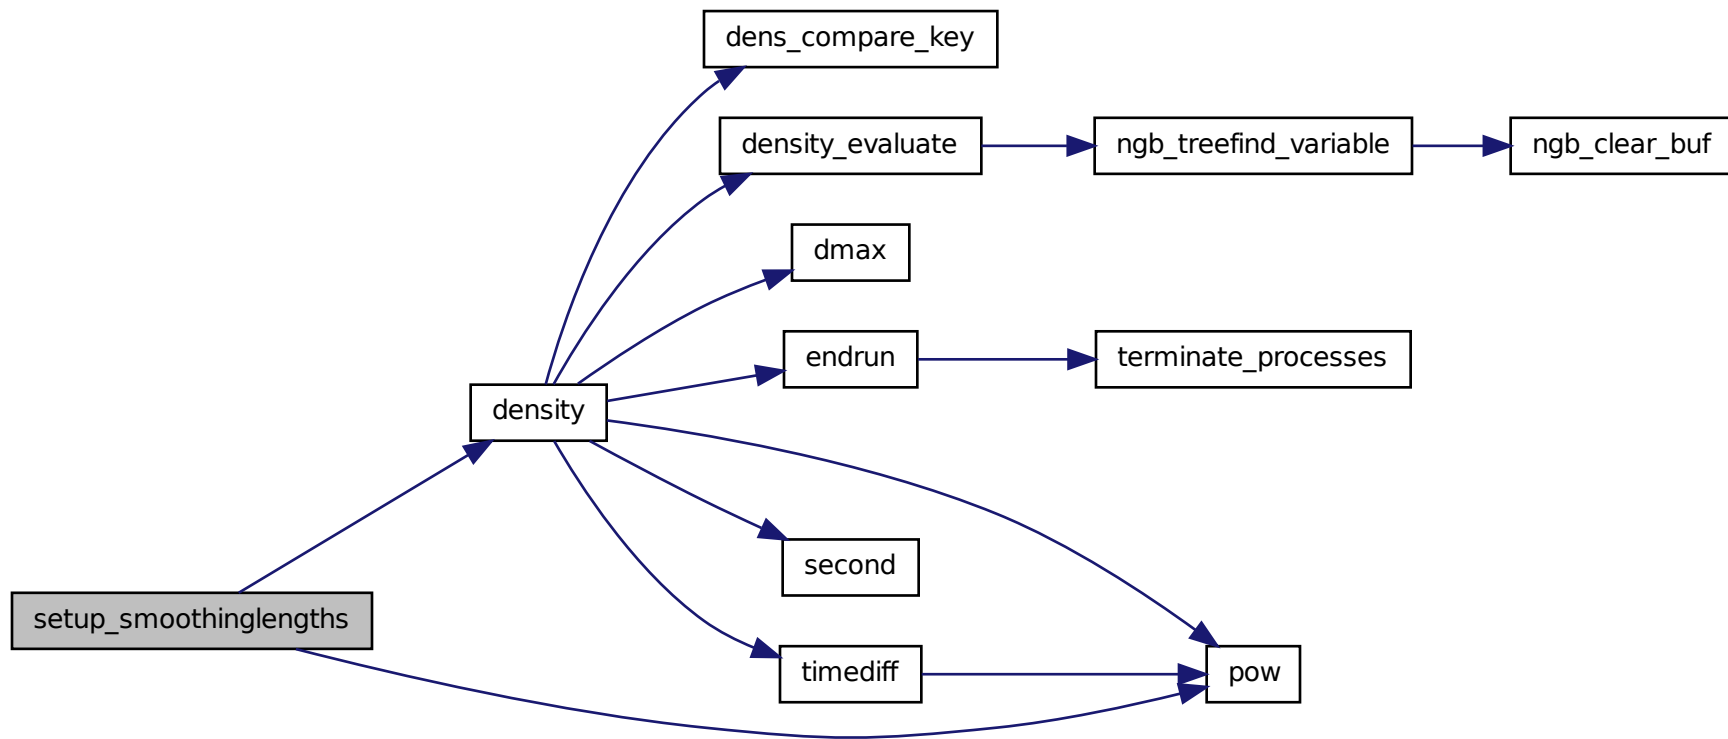 dens_compare_key
density_evaluate
ngb_treefind_variable
ngb_clear_buf
dmax
endrun
terminate_processes
density
second
setup_smoothinglengths
timediff
pow